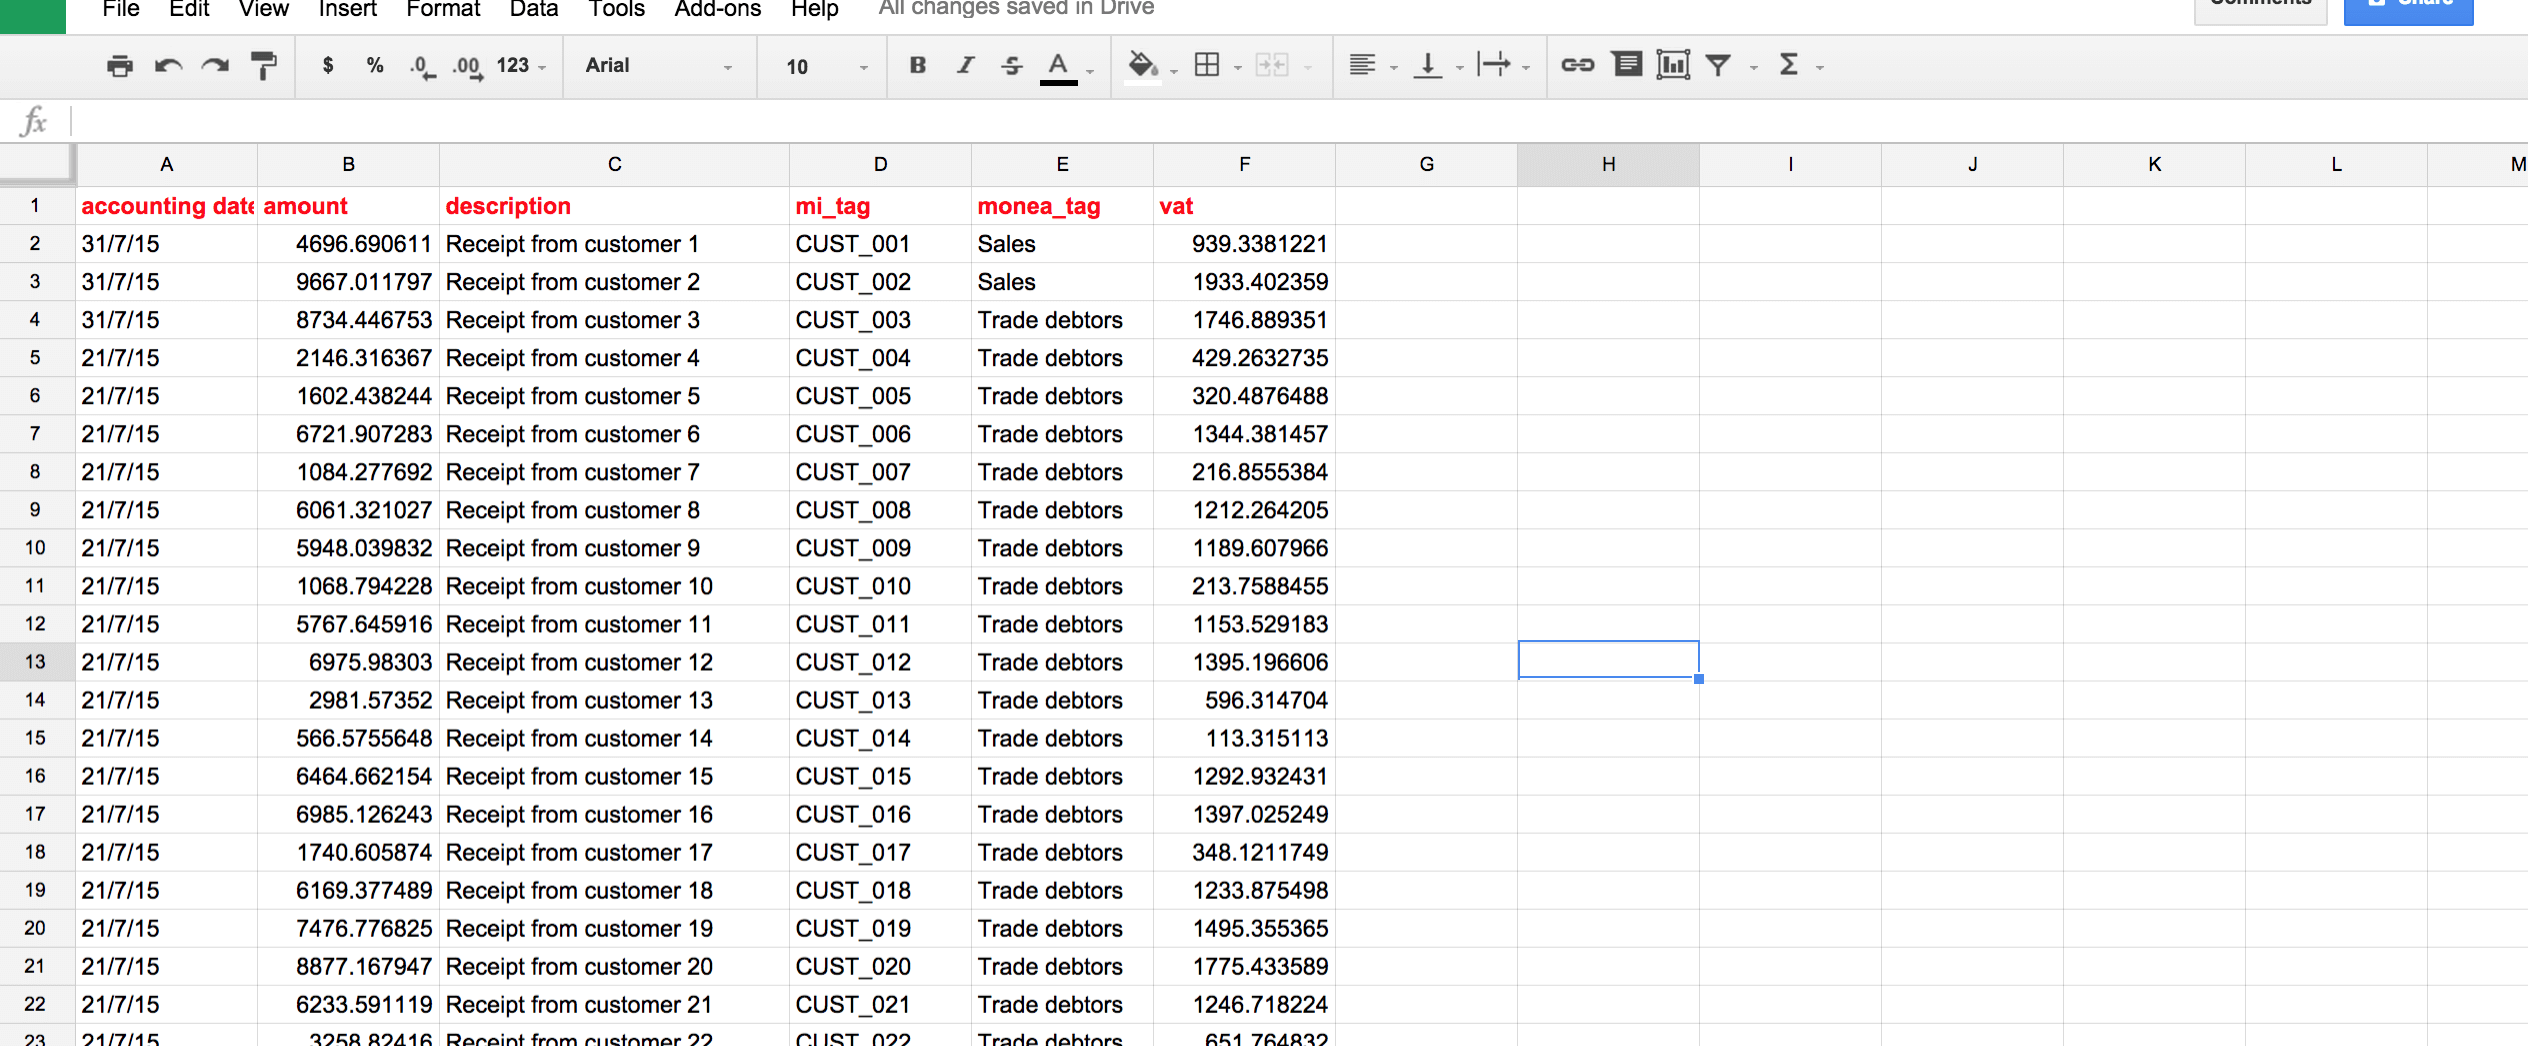 File Edit View Insert Format Data Tools Add-ons Help All changes saved in Drive Comments Share
$ % .0 .00 123 Arial 10 B I S A Σ
fx
A B C D E F G H I J K L M
1 accounting date amount description mi_tag monea_tag vat
2 31/7/15 4696.690611 Receipt from customer 1 CUST_001 Sales 939.3381221
3 31/7/15 9667.011797 Receipt from customer 2 CUST_002 Sales 1933.402359
4 31/7/15 8734.446753 Receipt from customer 3 CUST_003 Trade debtors 1746.889351
5 21/7/15 2146.316367 Receipt from customer 4 CUST_004 Trade debtors 429.2632735
6 21/7/15 1602.438244 Receipt from customer 5 CUST_005 Trade debtors 320.4876488
7 21/7/15 6721.907283 Receipt from customer 6 CUST_006 Trade debtors 1344.381457
8 21/7/15 1084.277692 Receipt from customer 7 CUST_007 Trade debtors 216.8555384
9 21/7/15 6061.321027 Receipt from customer 8 CUST_008 Trade debtors 1212.264205
10 21/7/15 5948.039832 Receipt from customer 9 CUST_009 Trade debtors 1189.607966
11 21/7/15 1068.794228 Receipt from customer 10 CUST_010 Trade debtors 213.7588455
12 21/7/15 5767.645916 Receipt from customer 11 CUST_011 Trade debtors 1153.529183
13 21/7/15 6975.98303 Receipt from customer 12 CUST_012 Trade debtors 1395.196606
14 21/7/15 2981.57352 Receipt from customer 13 CUST_013 Trade debtors 596.314704
15 21/7/15 566.5755648 Receipt from customer 14 CUST_014 Trade debtors 113.315113
16 21/7/15 6464.662154 Receipt from customer 15 CUST_015 Trade debtors 1292.932431
17 21/7/15 6985.126243 Receipt from customer 16 CUST_016 Trade debtors 1397.025249
18 21/7/15 1740.605874 Receipt from customer 17 CUST_017 Trade debtors 348.1211749
19 21/7/15 6169.377489 Receipt from customer 18 CUST_018 Trade debtors 1233.875498
20 21/7/15 7476.776825 Receipt from customer 19 CUST_019 Trade debtors 1495.355365
21 21/7/15 8877.167947 Receipt from customer 20 CUST_020 Trade debtors 1775.433589
22 21/7/15 6233.591119 Receipt from customer 21 CUST_021 Trade debtors 1246.718224
23 21/7/15 3258.82416 Receipt from customer 22 CUST_022 Trade debtors 651.764832